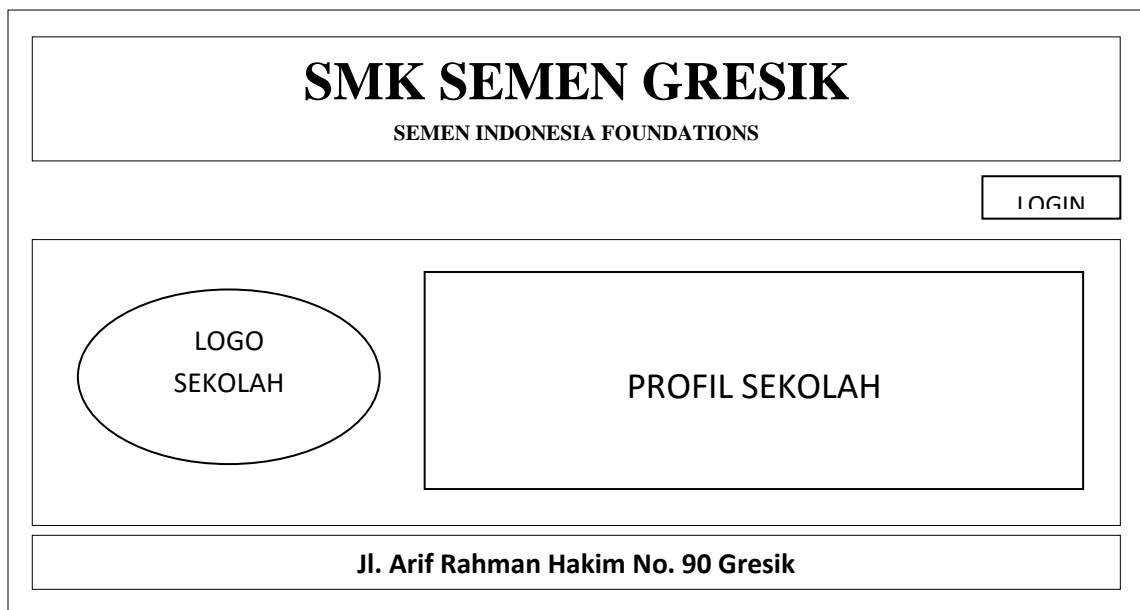 SMK SEMEN GRESIK
SEMEN INDONESIA FOUNDATIONS
LOGIN
LOGO
SEKOLAH
PROFIL SEKOLAH
Jl. Arif Rahman Hakim No. 90 Gresik